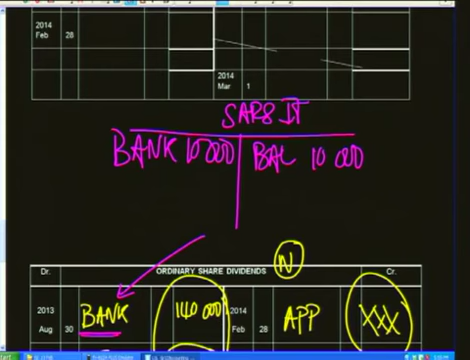 2014
Feb 28
2014
Mar 1
SARS IT
BANK 10 000 BAL 10 000
Dr. ORDINARY SHARE DIVIDENDS N Cr.
2013 BANK 140 000 2014 APP XXX
Aug 30 Feb 28